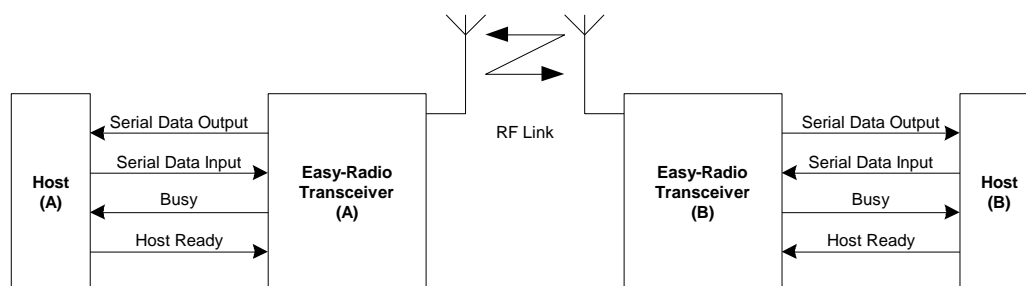 RF Link
Serial Data Output
Serial Data Input
Busy
Host Ready
Host
(A)
Easy-Radio
Transceiver
(A)
Easy-Radio
Transceiver
(B)
Serial Data Output
Serial Data Input
Busy
Host Ready
Host
(B)